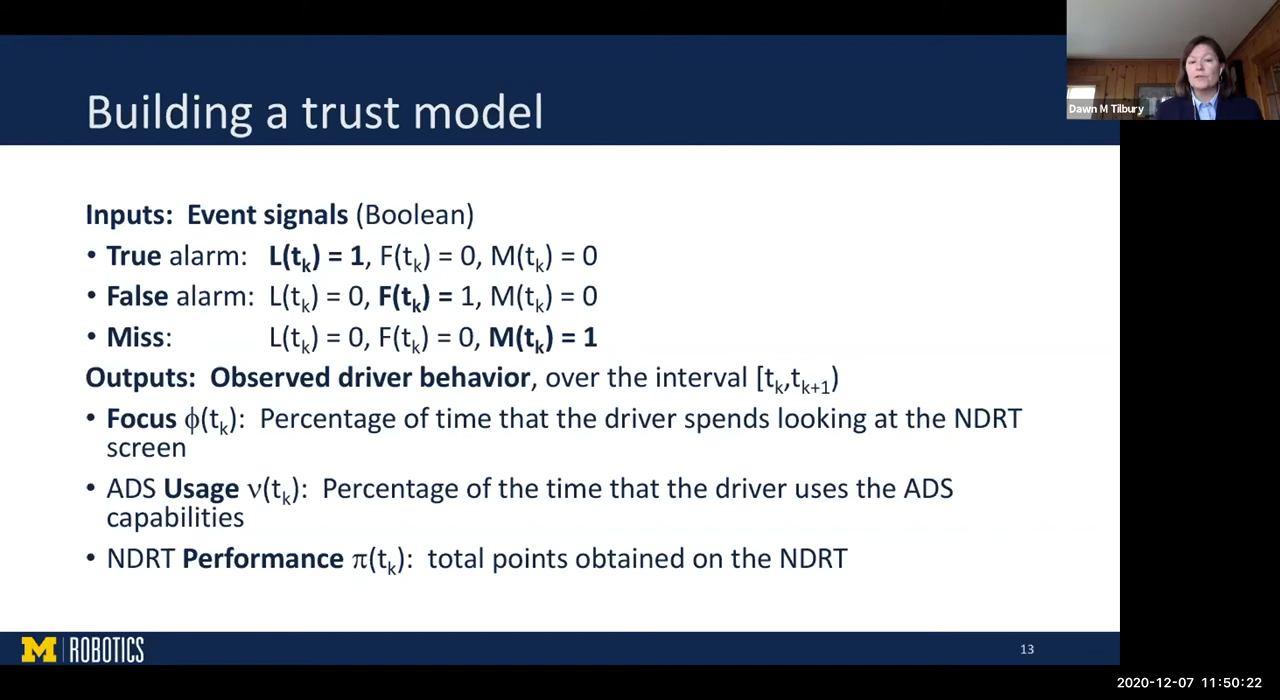 Building a trust model
Dawn M Tilbury
Inputs: Event signals (Boolean)
• True alarm: L(tk) = 1, F(tk) = 0, M(tk) = 0
• False alarm: L(tk) = 0, F(tk) = 1, M(tk) = 0
• Miss: L(tk) = 0, F(tk) = 0, M(tk) = 1
Outputs: Observed driver behavior, over the interval [tk,tk+1)
• Focus ϕ(tk): Percentage of time that the driver spends looking at the NDRT
screen
• ADS Usage ν(tk): Percentage of the time that the driver uses the ADS
capabilities
• NDRT Performance π(tk): total points obtained on the NDRT
M | ROBOTICS
13
2020-12-07 11:50:22